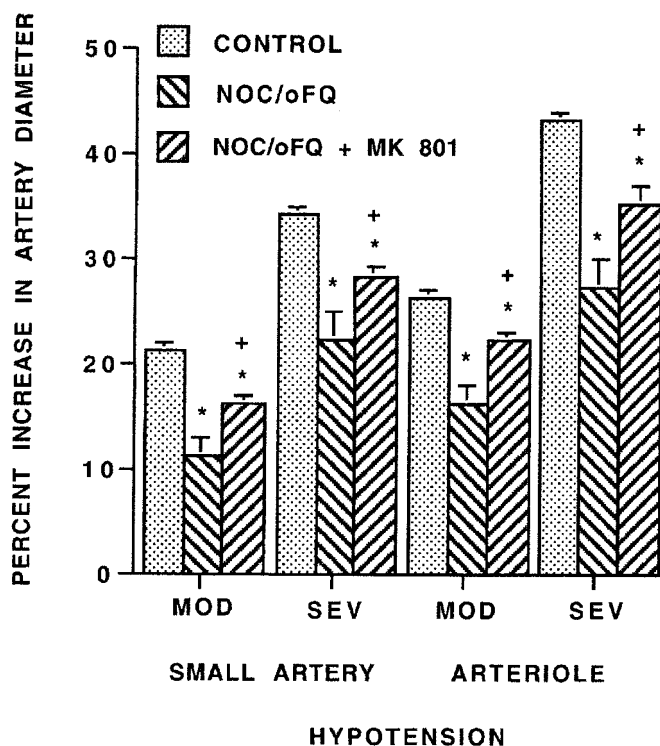 PERCENT INCREASE IN ARTERY DIAMETER
50
40
30
20
10
0
CONTROL
NOC/oFQ
NOC/oFQ + MK 801
* + * * + * * + * * + *
MOD SEV MOD SEV
SMALL ARTERY ARTERIOLE
HYPOTENSION